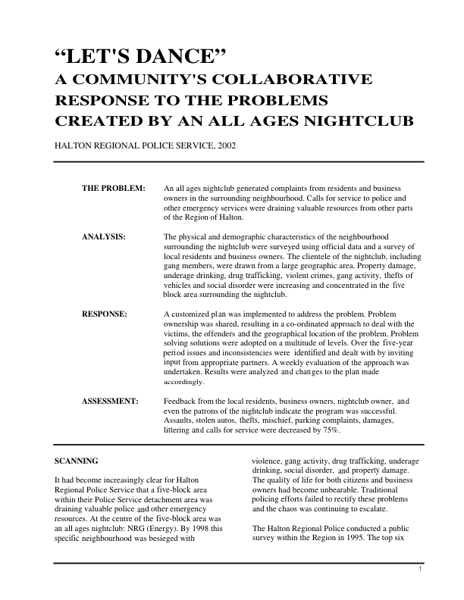 “LET'S DANCE”
A COMMUNITY'S COLLABORATIVE
RESPONSE TO THE PROBLEMS
CREATED BY AN ALL AGES NIGHTCLUB
HALTON REGIONAL POLICE SERVICE, 2002
THE PROBLEM: An all ages nightclub generated complaints from residents and business
owners in the surrounding neighbourhood. Calls for service to police and
other emergency services were draining valuable resources from other parts
of the Region of Halton.
ANALYSIS: The physical and demographic characteristics of the neighbourhood
surrounding the nightclub were surveyed using official data and a survey of
local residents and business owners. The clientele of the nightclub, including
gang members, were drawn from a large geographic area. Property damage,
underage drinking, drug trafficking, violent crimes, gang activity, thefts of
vehicles and social disorder were increasing and concentrated in the five
block area surrounding the nightclub.
RESPONSE: A customized plan was implemented to address the problem. Problem
ownership was shared, resulting in a co-ordinated approach to deal with the
victims, the offenders and the geographical location of the problem. Problem
solving solutions were adopted on a multitude of levels. Over the five-year
period issues and inconsistencies were identified and dealt with by inviting
input from appropriate partners. A weekly evaluation of the approach was
undertaken. Results were analyzed and changes to the plan made
accordingly.
ASSESSMENT: Feedback from the local residents, business owners, nightclub owner, and
even the patrons of the nightclub indicate the program was successful.
Assaults, stolen autos, thefts, mischief, parking complaints, damages,
littering and calls for service were decreased by 75%.
SCANNING
It had become increasingly clear for Halton
Regional Police Service that a five-block area
within their Police Service detachment area was
draining valuable police and other emergency
resources. At the centre of the five-block area was
an all ages nightclub: NRG (Energy). By 1998 this
specific neighbourhood was besieged with
violence, gang activity, drug trafficking, underage
drinking, social disorder, and property damage.
The quality of life for both citizens and business
owners had become unbearable. Traditional
policing efforts failed to rectify these problems
and the chaos was continuing to escalate.
The Halton Regional Police conducted a public
survey within the Region in 1995. The top six
1